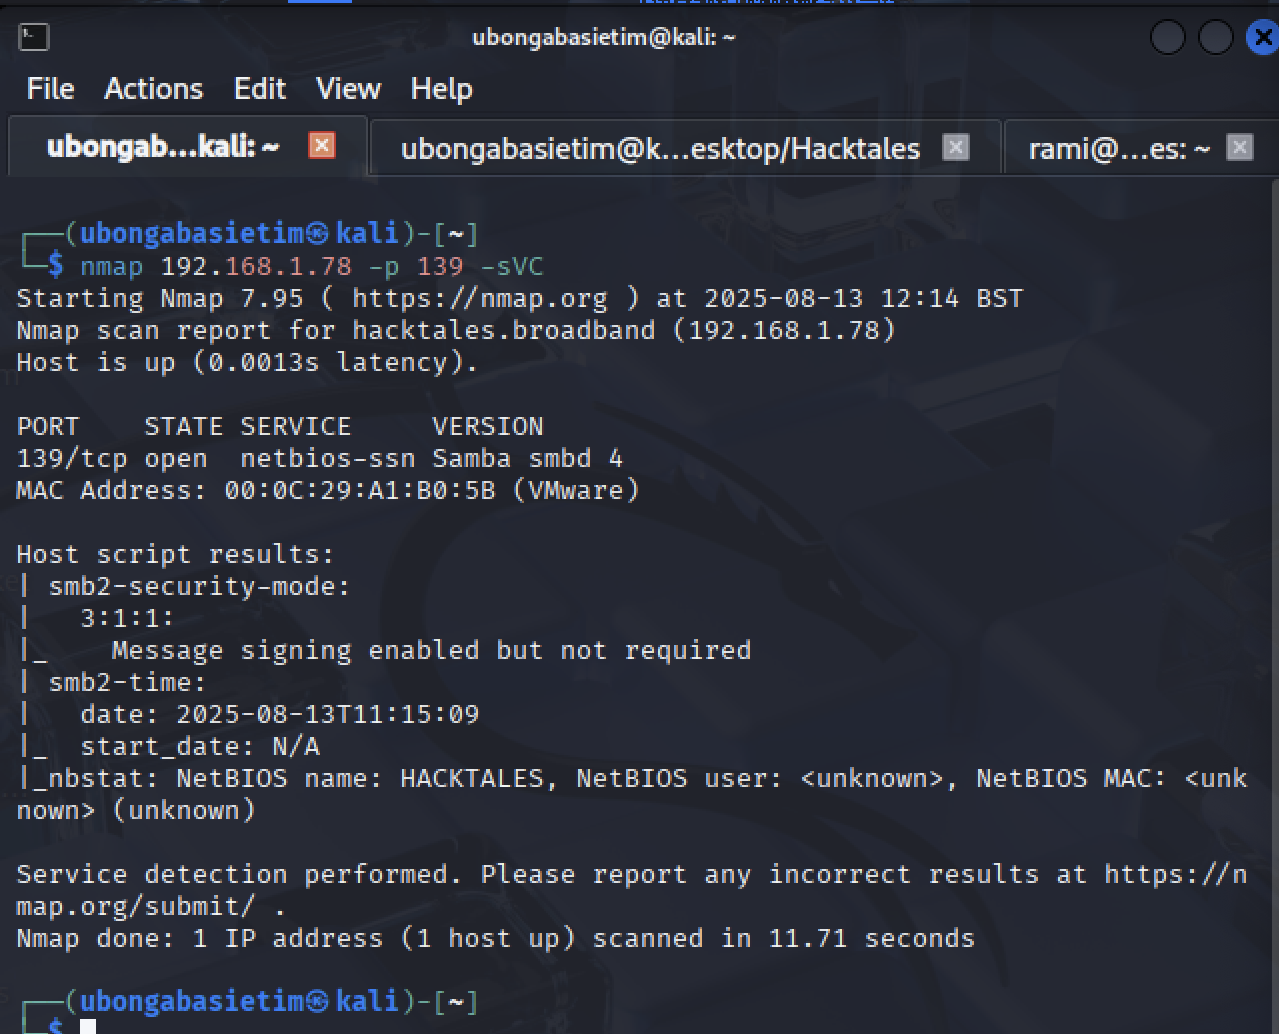 ubongabasietim@kali: ~
File Actions Edit View Help
ubongab...kali: ~ ubongabasietim@k...esktop/Hacktales rami@...es: ~
┌──(ubongabasietim㉿kali)-[~]
└─$ nmap 192.168.1.78 -p 139 -sVC
Starting Nmap 7.95 ( https://nmap.org ) at 2025-08-13 12:14 BST
Nmap scan report for hacktales.broadband (192.168.1.78)
Host is up (0.0013s latency).
PORT    STATE SERVICE     VERSION
139/tcp open  netbios-ssn Samba smbd 4
MAC Address: 00:0C:29:A1:B0:5B (VMware)
Host script results:
| smb2-security-mode:
|   3:1:1:
|_    Message signing enabled but not required
| smb2-time:
|   date: 2025-08-13T11:15:09
|_  start_date: N/A
|_nbstat: NetBIOS name: HACKTALES, NetBIOS user: <unknown>, NetBIOS MAC: <unk
nown> (unknown)
Service detection performed. Please report any incorrect results at https://n
map.org/submit/ .
Nmap done: 1 IP address (1 host up) scanned in 11.71 seconds
┌──(ubongabasietim㉿kali)-[~]
└─$